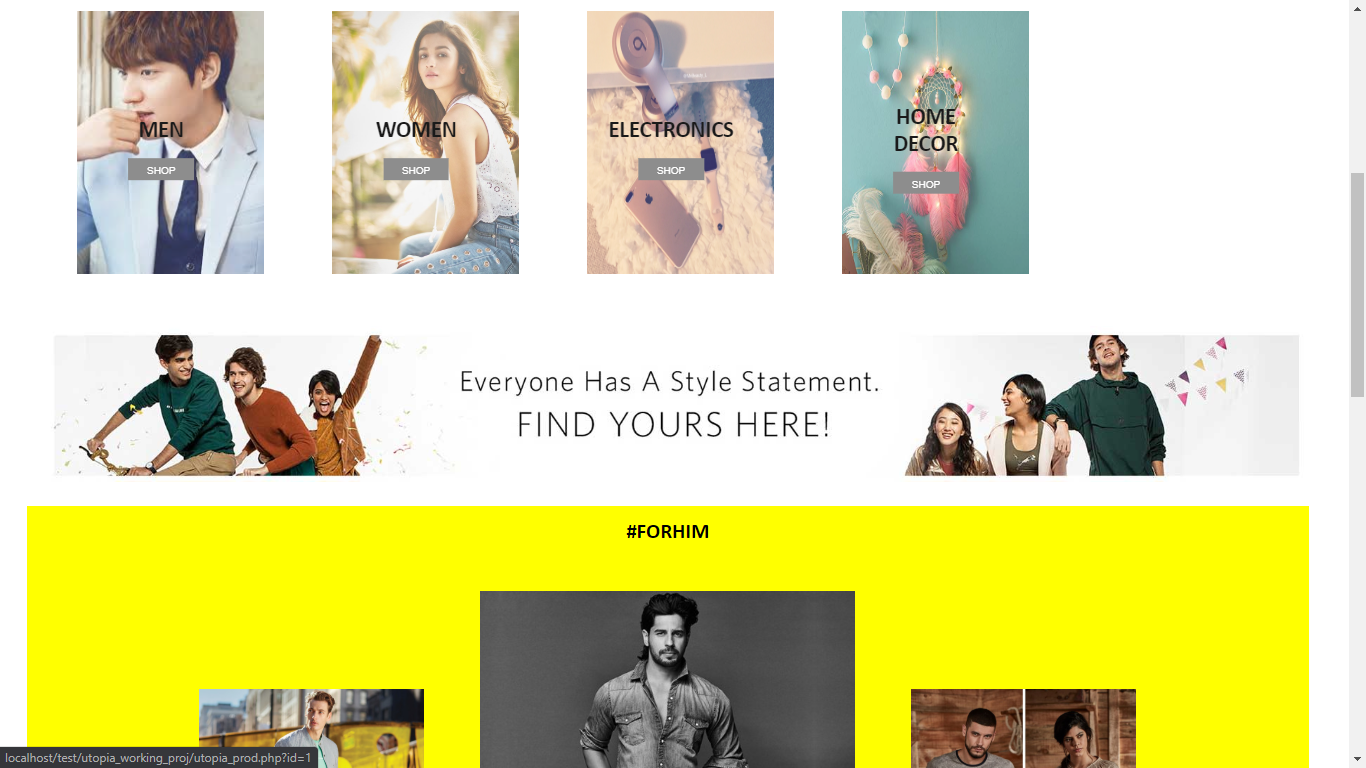 MEN
SHOP
WOMEN
SHOP
ELECTRONICS
SHOP
HOME
DECOR
SHOP
Everyone Has A Style Statement.
FIND YOURS HERE!
#FORHIM
localhost/test/utopia_working_proj/utopia_prod.php?id=1